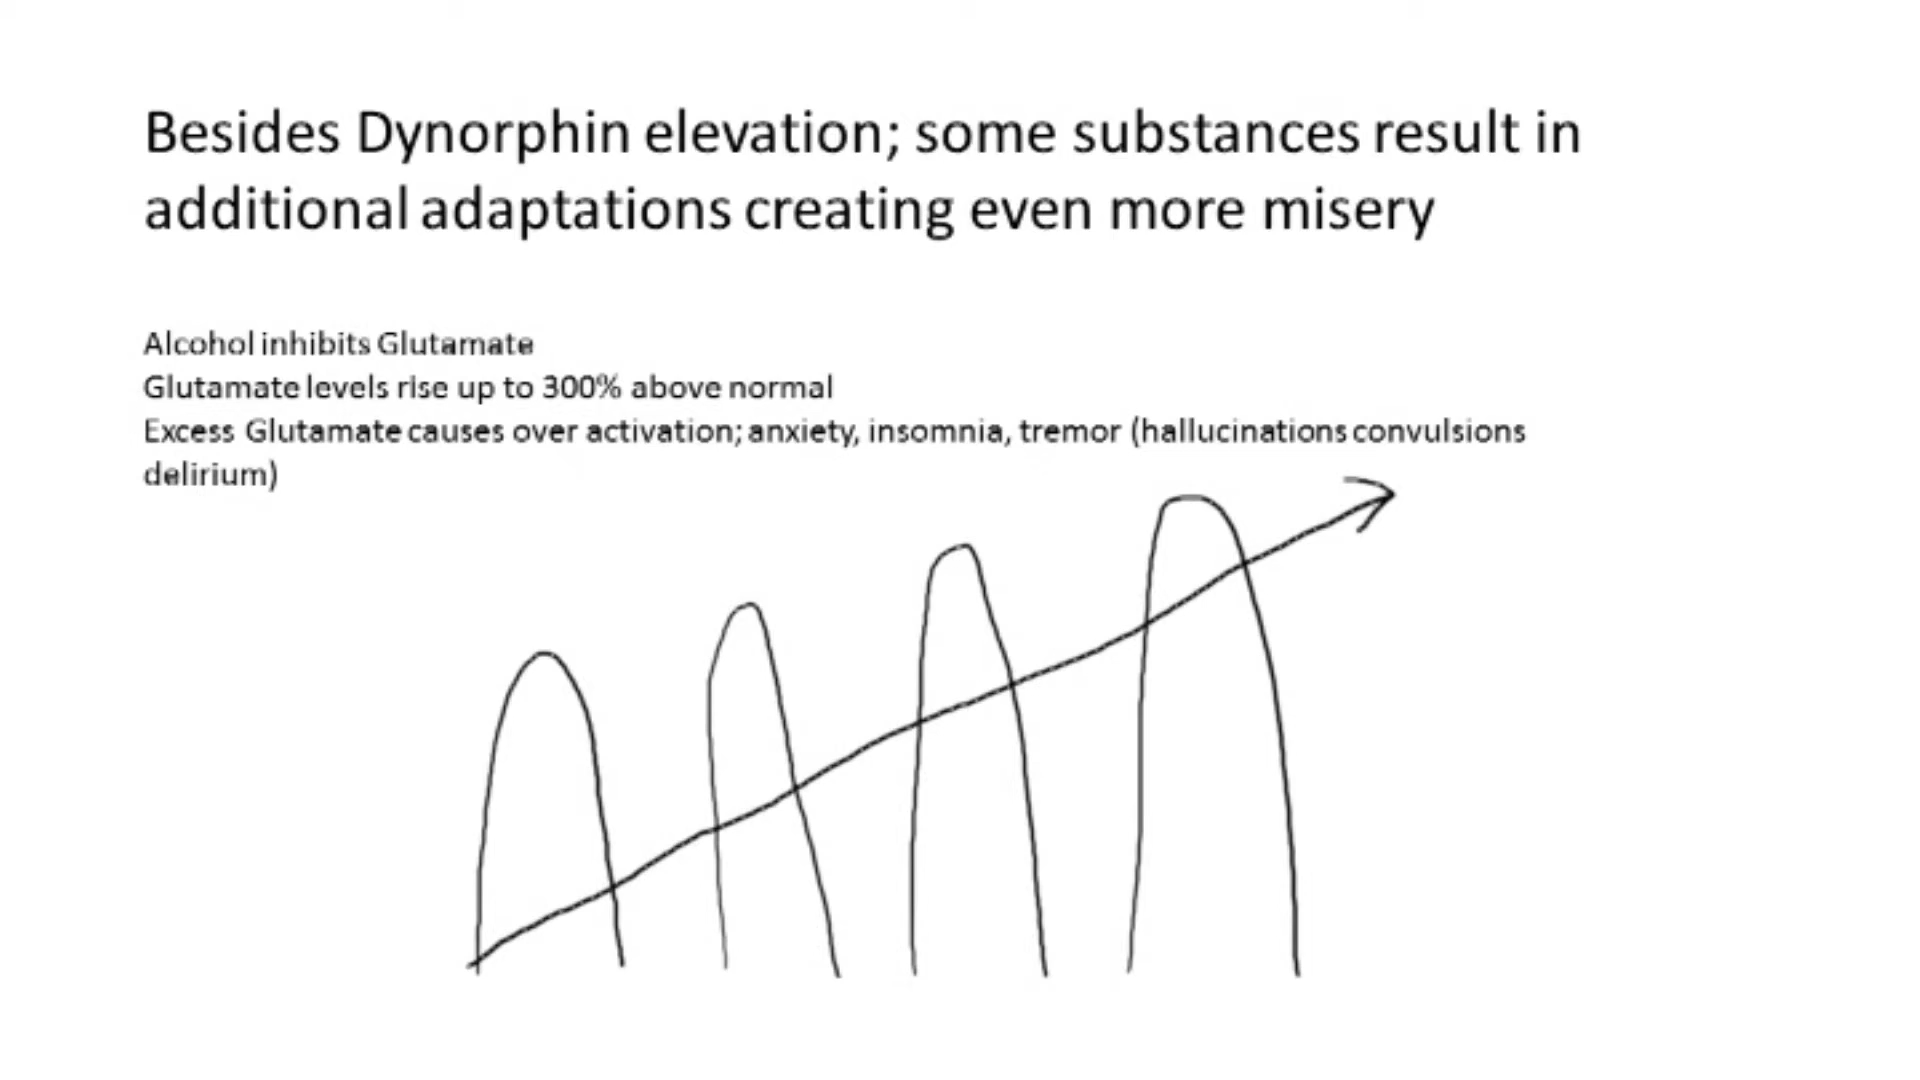 Besides Dynorphin elevation; some substances result in
additional adaptations creating even more misery
Alcohol inhibits Glutamate
Glutamate levels rise up to 300% above normal
Excess Glutamate causes over activation; anxiety, insomnia, tremor (hallucinations convulsions
delirium)